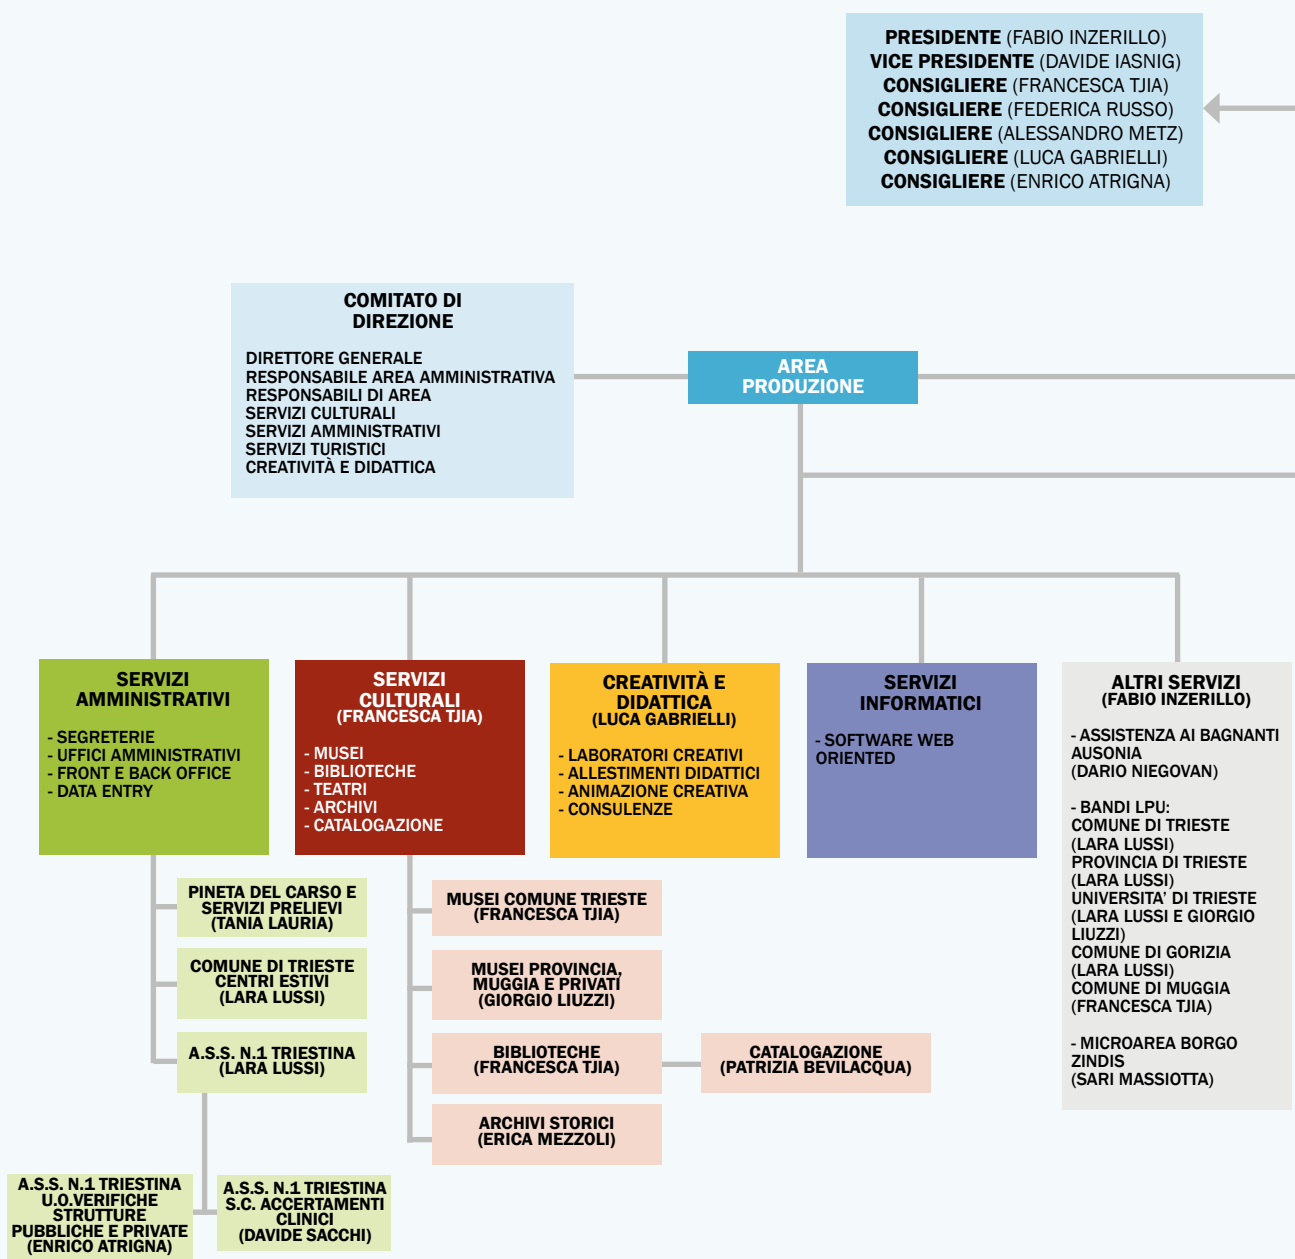 PRESIDENTE (FABIO INZERILLO)
VICE PRESIDENTE (DAVIDE IASNIG)
CONSIGLIERE (FRANCESCA TJIA)
CONSIGLIERE (FEDERICA RUSSO)
CONSIGLIERE (ALESSANDRO METZ)
CONSIGLIERE (LUCA GABRIELLI)
CONSIGLIERE (ENRICO ATRIGNA)
COMITATO DI
DIREZIONE
DIRETTORE GENERALE
RESPONSABILE AREA AMMINISTRATIVA
RESPONSABILI DI AREA
SERVIZI CULTURALI
SERVIZI AMMINISTRATIVI
SERVIZI TURISTICI
CREATIVITÀ E DIDATTICA
AREA
PRODUZIONE
SERVIZI
AMMINISTRATIVI
- SEGRETERIE
- UFFICI AMMINISTRATIVI
- FRONT E BACK OFFICE
- DATA ENTRY
SERVIZI
CULTURALI
(FRANCESCA TJIA)
- MUSEI
- BIBLIOTECHE
- TEATRI
- ARCHIVI
- CATALOGAZIONE
CREATIVITÀ E
DIDATTICA
(LUCA GABRIELLI)
- LABORATORI CREATIVI
- ALLESTIMENTI DIDATTICI
- ANIMAZIONE CREATIVA
- CONSULENZE
SERVIZI
INFORMATICI
- SOFTWARE WEB
ORIENTED
ALTRI SERVIZI
(FABIO INZERILLO)
- ASSISTENZA AI BAGNANTI
AUSONIA
(DARIO NIEGOVAN)
- BANDI LPU:
COMUNE DI TRIESTE
(LARA LUSSI)
PROVINCIA DI TRIESTE
(LARA LUSSI)
UNIVERSITA' DI TRIESTE
(LARA LUSSI E GIORGIO
LIUZZI)
COMUNE DI GORIZIA
(LARA LUSSI)
COMUNE DI MUGGIA
(FRANCESCA TJIA)
- MICROAREA BORGO
ZINDIS
(SARI MASSIOTTA)
PINETA DEL CARSO E
SERVIZI PRELIEVI
(TANIA LAURIA)
COMUNE DI TRIESTE
CENTRI ESTIVI
(LARA LUSSI)
A.S.S. N.1 TRIESTINA
(LARA LUSSI)
MUSEI COMUNE TRIESTE
(FRANCESCA TJIA)
MUSEI PROVINCIA,
MUGGIA E PRIVATI
(GIORGIO LIUZZI)
BIBLIOTECHE
(FRANCESCA TJIA)
CATALOGAZIONE
(PATRIZIA BEVILACQUA)
ARCHIVI STORICI
(ERICA MEZZOLI)
A.S.S. N.1 TRIESTINA
U.O.VERIFICHE
STRUTTURE
PUBBLICHE E PRIVATE
(ENRICO ATRIGNA)
A.S.S. N.1 TRIESTINA
S.C. ACCERTAMENTI
CLINICI
(DAVIDE SACCHI)